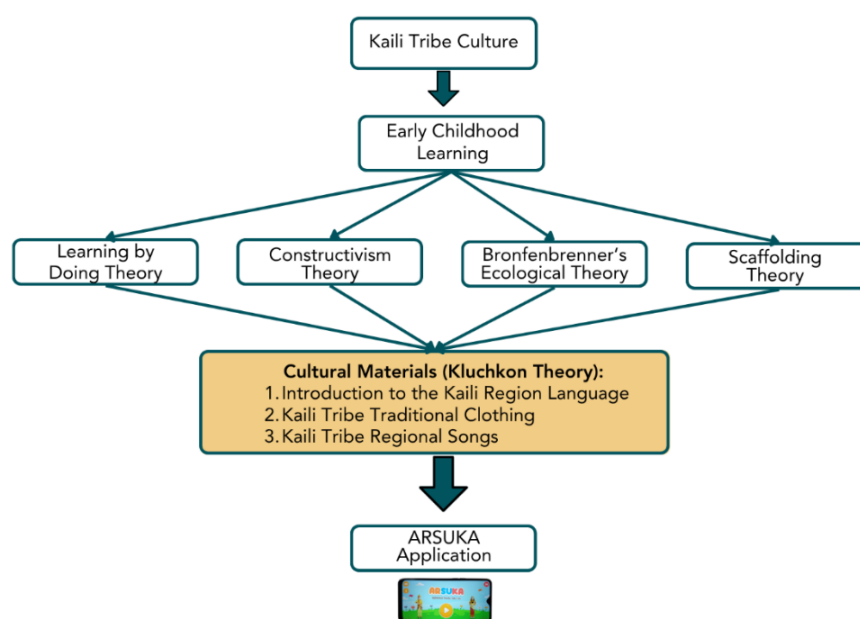 Kaili Tribe Culture
Early Childhood
Learning
Learning by
Doing Theory
Constructivism
Theory
Bronfenbrenner's
Ecological Theory
Scaffolding
Theory
Cultural Materials (Kluchkon Theory):
1. Introduction to the Kaili Region Language
2. Kaili Tribe Traditional Clothing
3. Kaili Tribe Regional Songs
ARSUKA
Application
ARSUKA